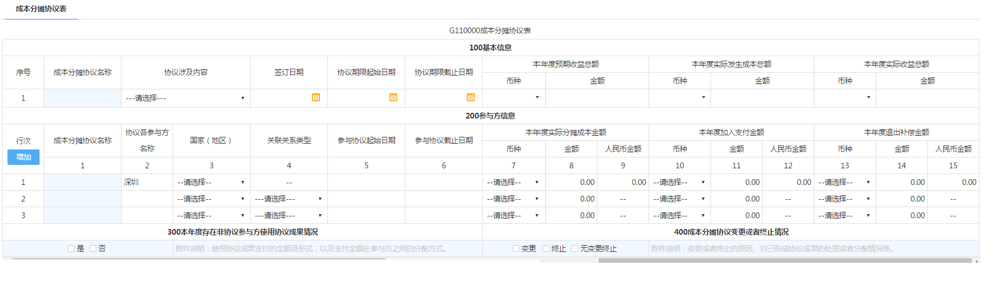 成本分摊协议表
G110000成本分摊协议表
100基本信息
序号 成本分摊协议名称 协议涉及内容 签订日期 协议期限起始日期 协议期限截止日期 本年度预期收益总额 本年度实际发生成本总额 本年度实际收益总额
币种 金额 币种 金额 币种 金额
1 ---请选择---
200参与方信息
行次 增加 成本分摊协议名称 协议各参与方名称 国家（地区） 关联关系类型 参与协议起始日期 参与协议截止日期 本年度实际分摊成本金额 本年度加入支付金额 本年度退出补偿金额
币种 金额 人民币金额 币种 金额 人民币金额 币种 金额 人民币金额
1 2 3 4 5 6 7 8 9 10 11 12 13 14 15
1 深圳 --请选择-- -- --请选择-- 0.00 0.00 --请选择-- 0.00 0.00 --请选择-- 0.00 0.00
2 --请选择-- ---请选择--- --请选择-- 0.00 -- --请选择-- 0.00 -- --请选择-- 0.00 --
3 --请选择-- ---请选择--- --请选择-- 0.00 -- --请选择-- 0.00 -- --请选择-- 0.00 --
300本年度存在非协议参与方使用协议成果情况 400成本分摊协议变更或者终止情况
是 否 附件说明：使用协议成果支付的金额及形式，以及支付金额在参与方之间的分配方式。 变更 终止 无变更终止 附件说明：变更或者终止的原因、对已形成协议成果的处理或者分配情况等。